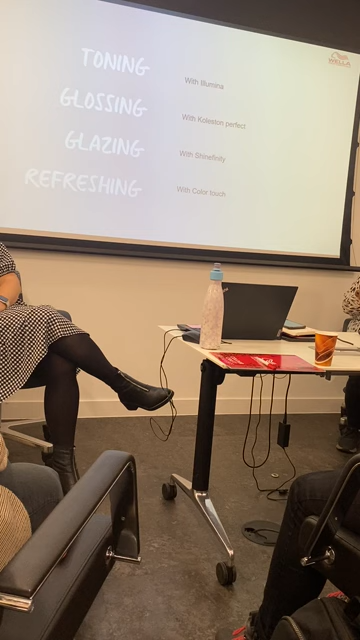 WELLA
TONING With Illumina
GLOSSING With Koleston perfect
GLAZING With Shinefinity
REFRESHING With Color touch